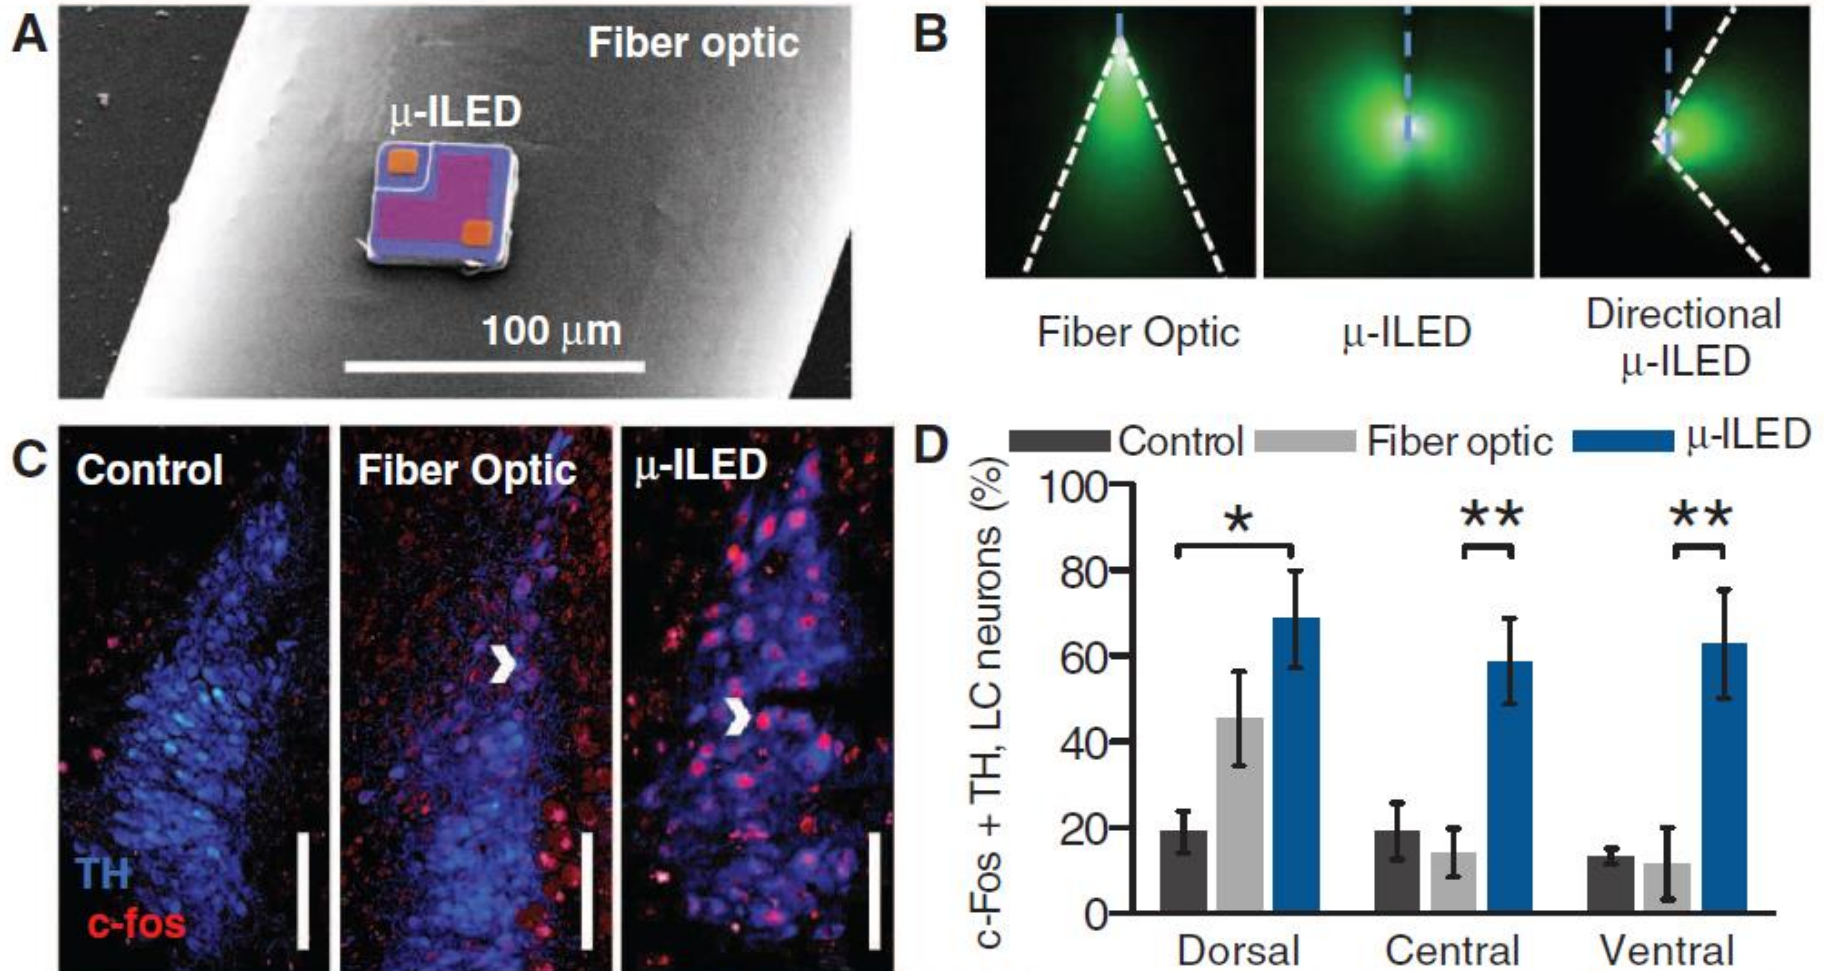 A
Fiber optic
μ-ILED
100 μm
B
Fiber Optic
μ-ILED
Directional
μ-ILED
C
Control
Fiber Optic
μ-ILED
TH
c-fos
D
Control
Fiber optic
μ-ILED
c-Fos + TH, LC neurons (%)
100
80
60
40
20
0
*
**
**
Dorsal
Central
Ventral